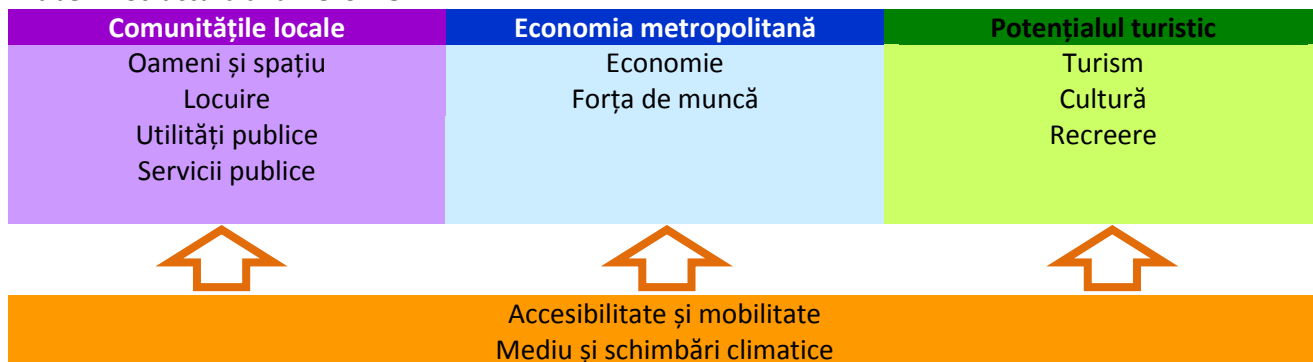 Comunitățile locale
Oameni și spațiu
Locuire
Utilități publice
Servicii publice
Economia metropolitană
Economie
Forța de muncă
Potențialul turistic
Turism
Cultură
Recreere
Accesibilitate și mobilitate
Mediu și schimbări climatice